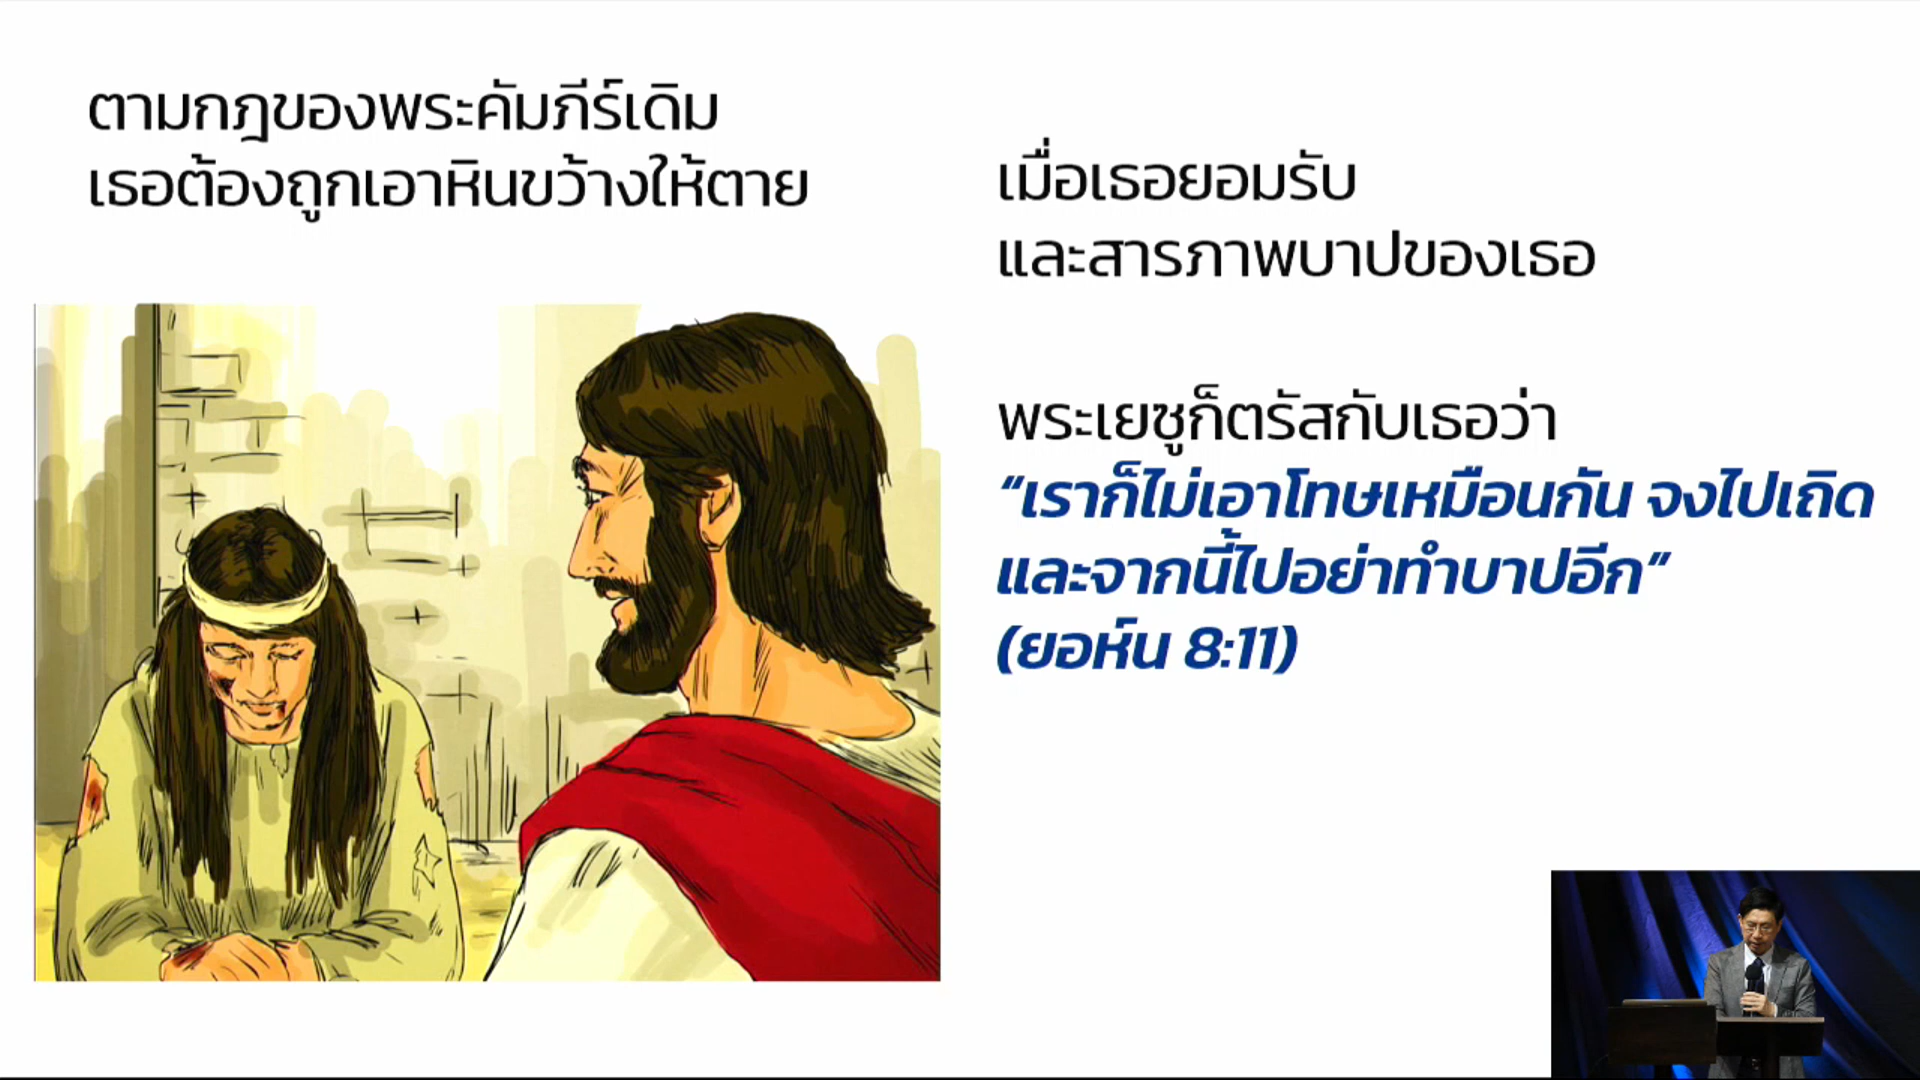 ตามกฎของพระคัมภีร์เดิม
เธอต้องถูกเอาหินขว้างให้ตาย
เมื่อเธอยอมรับ
และสารภาพบาปของเธอ
พระเยซูก็ตรัสกับเธอว่า
“เราก็ไม่เอาโทษเหมือนกัน จงไปเถิด
และจากนี้ไปอย่าทำบาปอีก”
(ยอห์น 8:11)